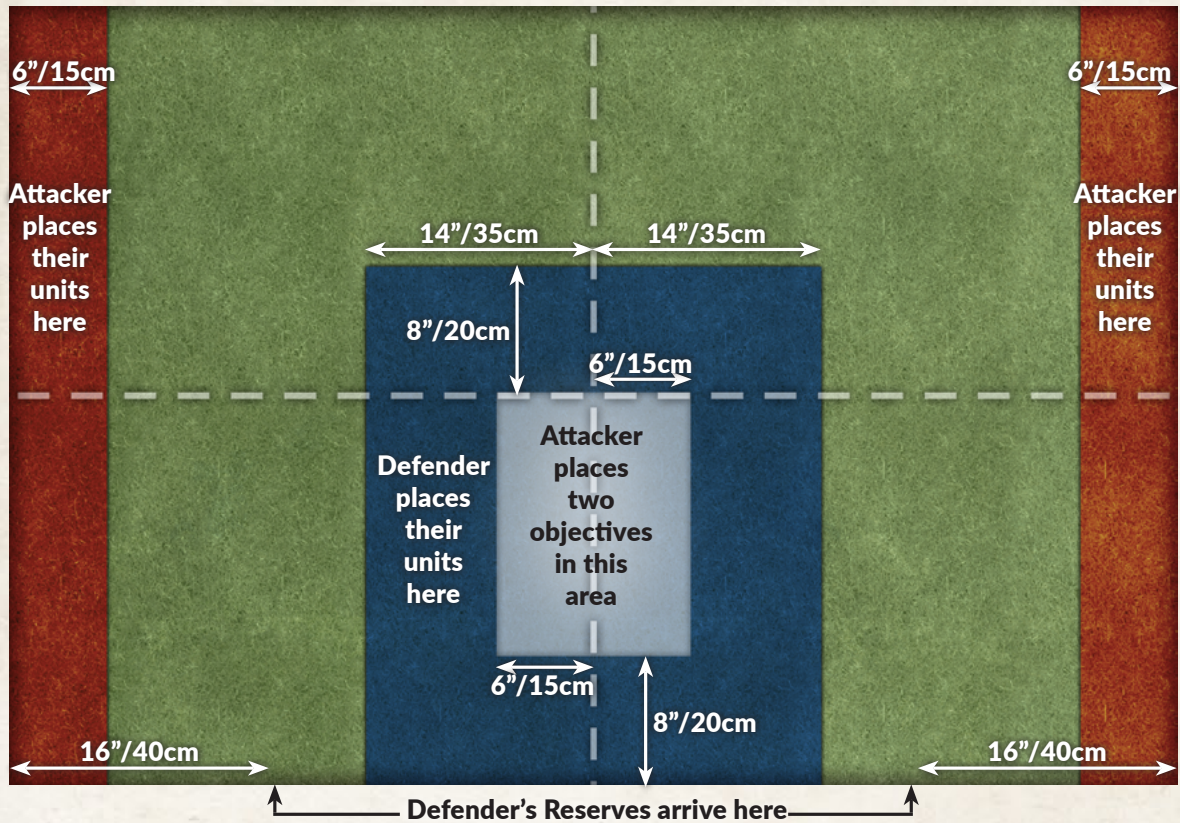 6”/15cm
6”/15cm
Attacker
places
their
units
here
Attacker
places
their
units
here
14”/35cm
14”/35cm
8”/20cm
6”/15cm
Attacker
places
two
objectives
in this
area
Defender
places
their
units
here
6”/15cm
8”/20cm
16”/40cm
16”/40cm
Defender’s Reserves arrive here